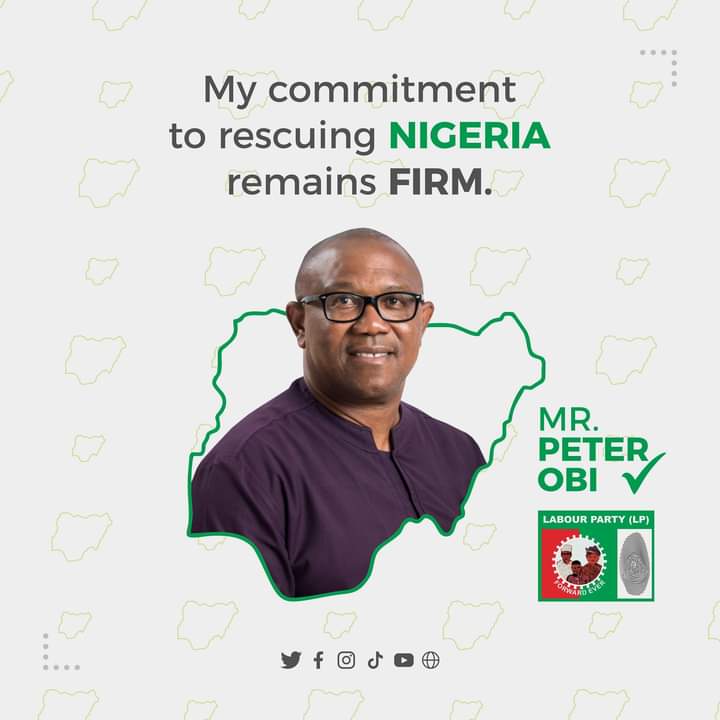 My commitment
to rescuing NIGERIA
remains FIRM.
MR.
PETER
OBI
LABOUR PARTY (LP)
FORWARD EVER